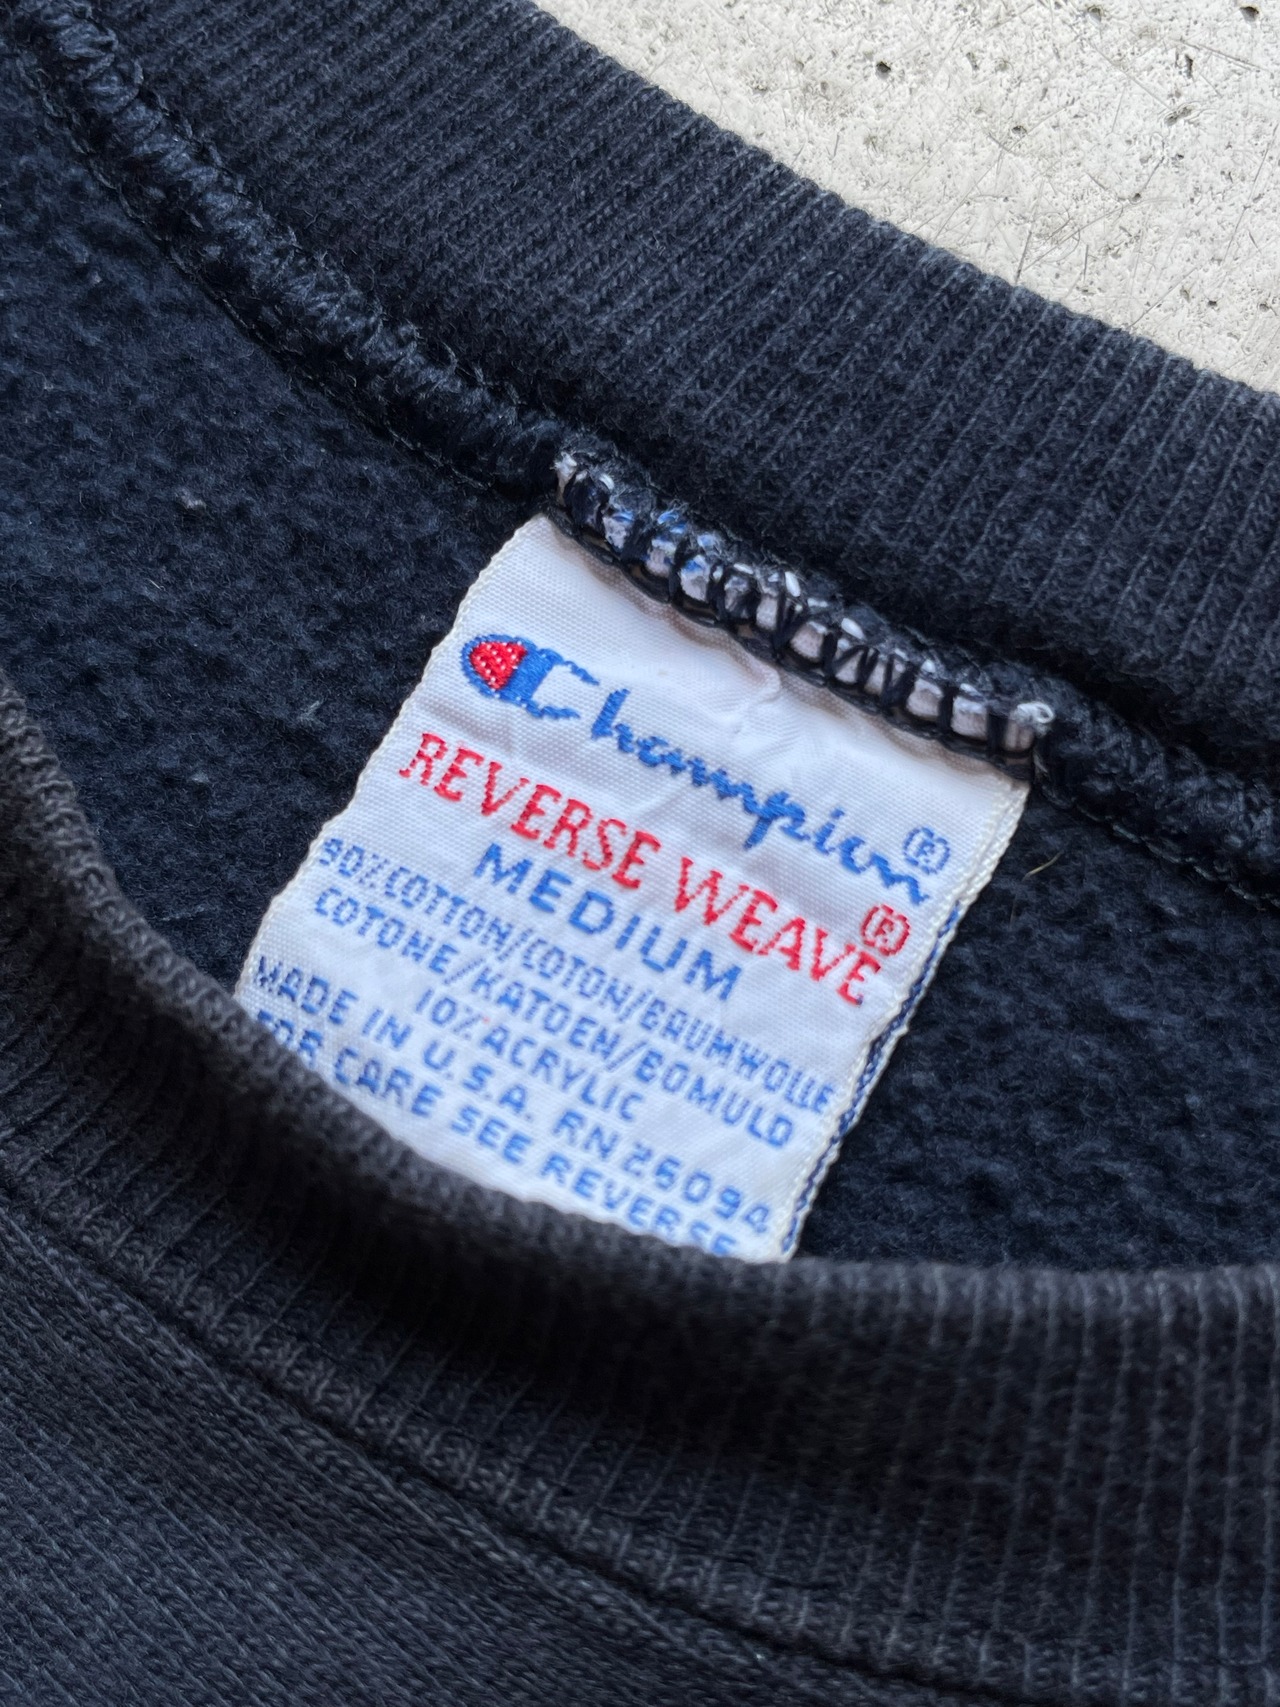 Champion®
REVERSE WEAVE®
MEDIUM
90%COTTON/COTON/BAUMWOLLE
COTONE/KATOEN/BOMULD
10% ACRYLIC
MADE IN U.S.A. RN 26094
FOR CARE SEE REVERSE